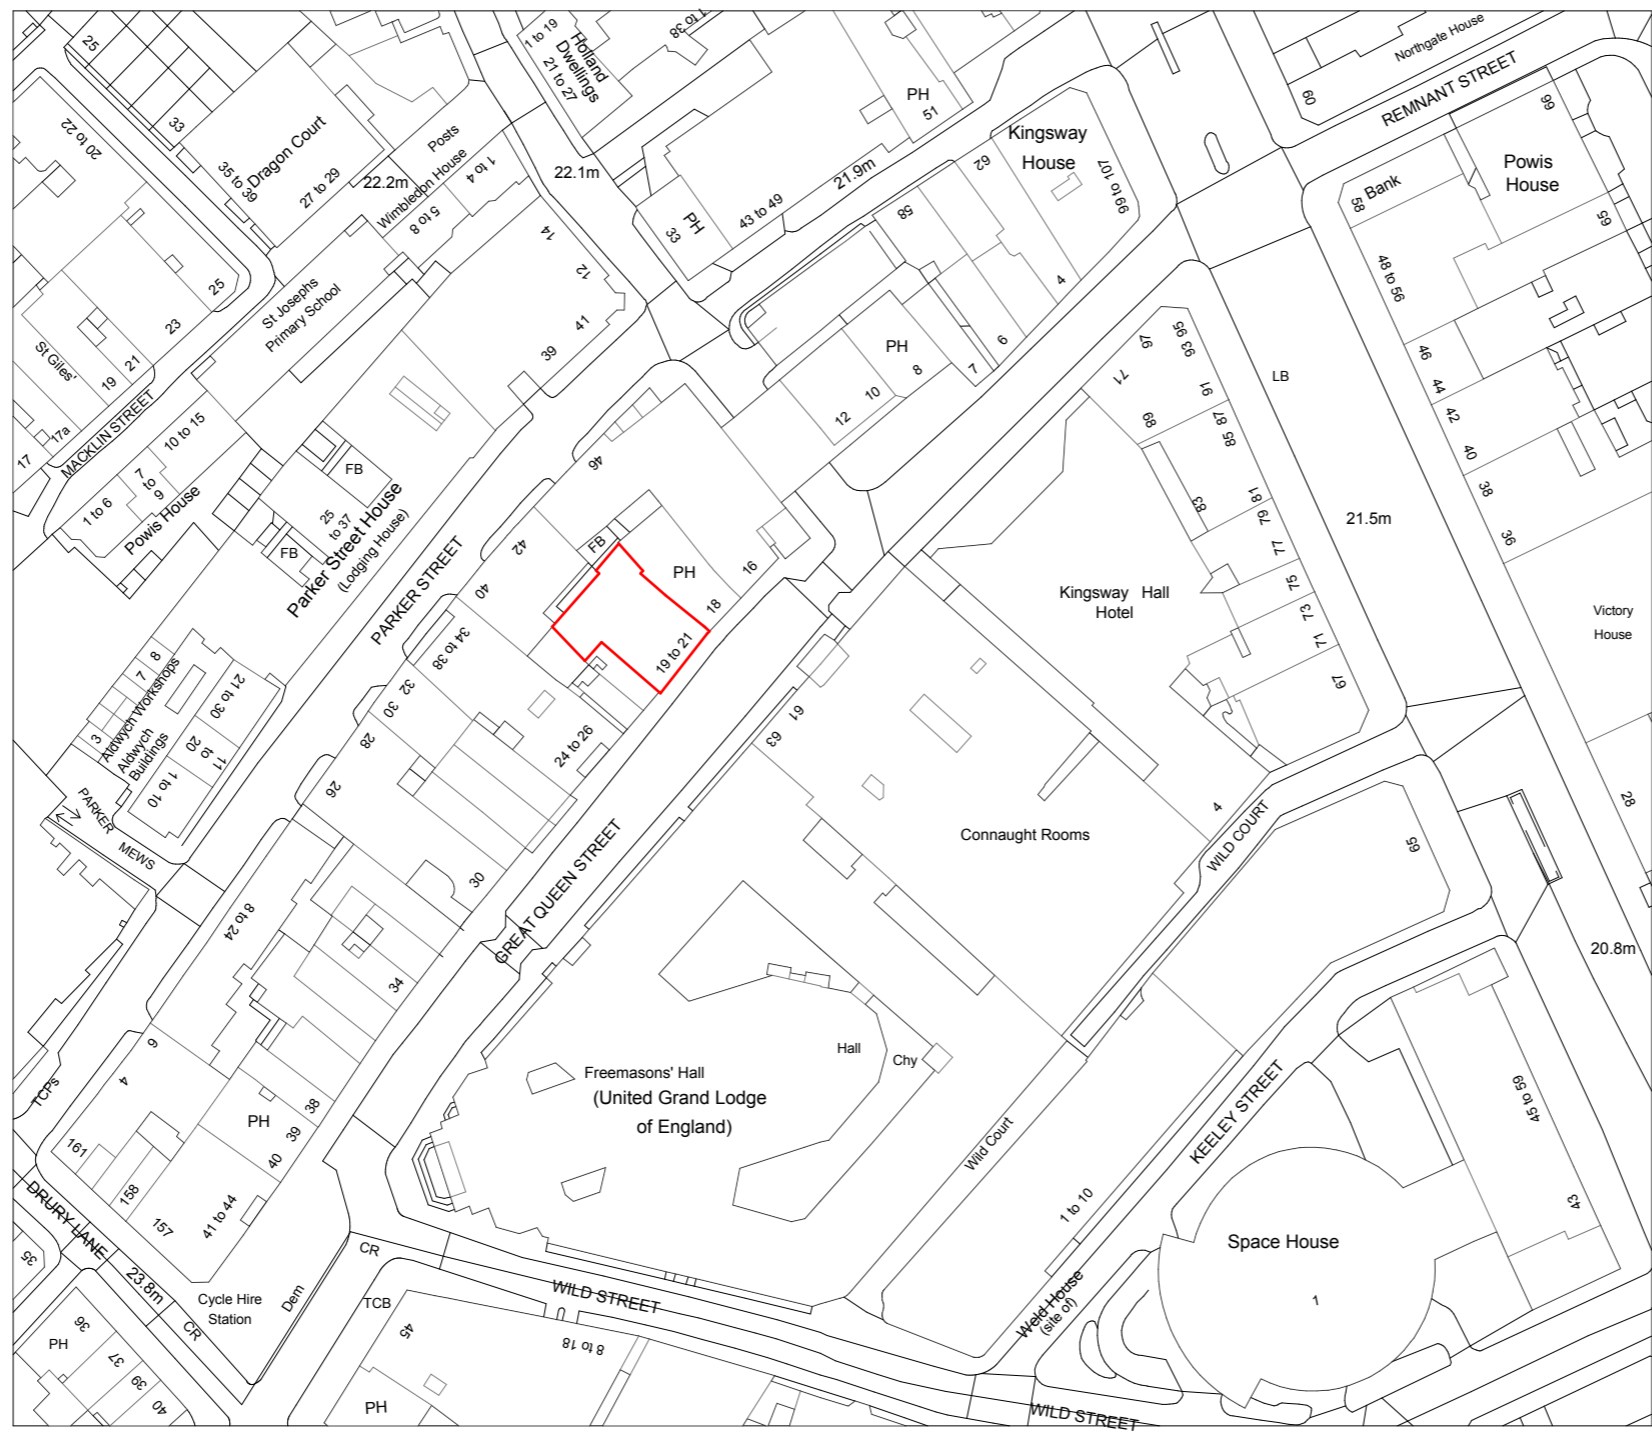 25
33
20 to 22
35 to 39
Dragon Court
27 to 29
22.2m
Posts
Wimbledon House
1 to 4
5 to 8
1 to 19
Holland
Dwellings
21 to 27
22.1m
PH
51
33
PH
43 to 49
21.9m
58
62
Kingsway
House
99 to 107
4
6
7
PH
8
10
12
Northgate House
60
REMNANT STREET
66
Powis
House
65
58
Bank
48 to 56
46
44
42
40
38
36
25
23
21
19
St Giles'
17a
17
MACKLIN STREET
St Josephs
Primary School
14
12
41
39
10 to 15
7
to
9
1 to 6
Powis House
FB
25
to 37
Parker Street House
(Lodging House)
FB
PARKER STREET
46
42
40
34 to 38
32
30
28
26
FB
PH
16
18
19 to 21
24 to 26
97
93 95
71
91
89
87
85
83
81
79
77
75
73
71
67
LB
21.5m
Kingsway Hall
Hotel
Victory
House
28
8
7
3
Aldwych Workshops
Aldwych
Buildings
21 to 30
20
to
11
1 to 10
PARKER
MEWS
61
63
Connaught Rooms
4
WILD COURT
65
20.8m
GREAT QUEEN STREET
30
34
8 to 24
6
4
TCPs
161
158
157
PH
38
39
40
41 to 44
DRURY LANE
23.8m
CR
35
36
PH
37
39
40
Cycle Hire
Station
Dem
CR
TCB
45
PH
8 to 18
WILD STREET
Freemasons' Hall
(United Grand Lodge
of England)
Hall
Chy
Wild Court
1 to 10
Weld House
(site of)
KEELEY STREET
45 to 59
43
Space House
1
WILD STREET